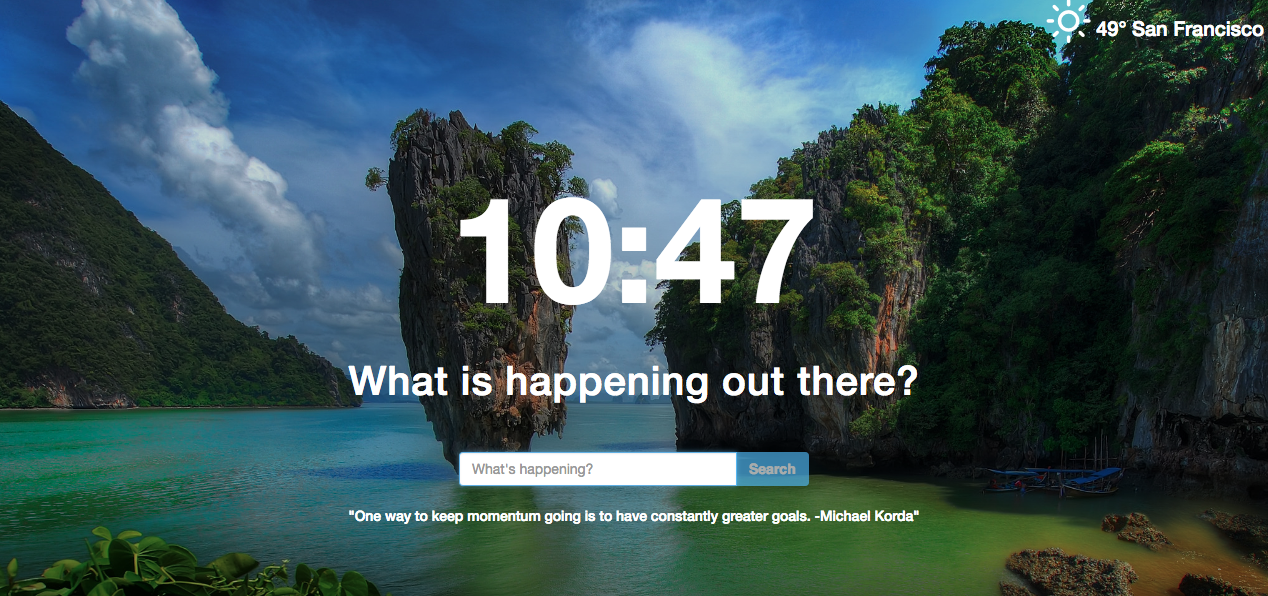 49° San Francisco
10:47
What is happening out there?
What's happening?
Search
"One way to keep momentum going is to have constantly greater goals. -Michael Korda"